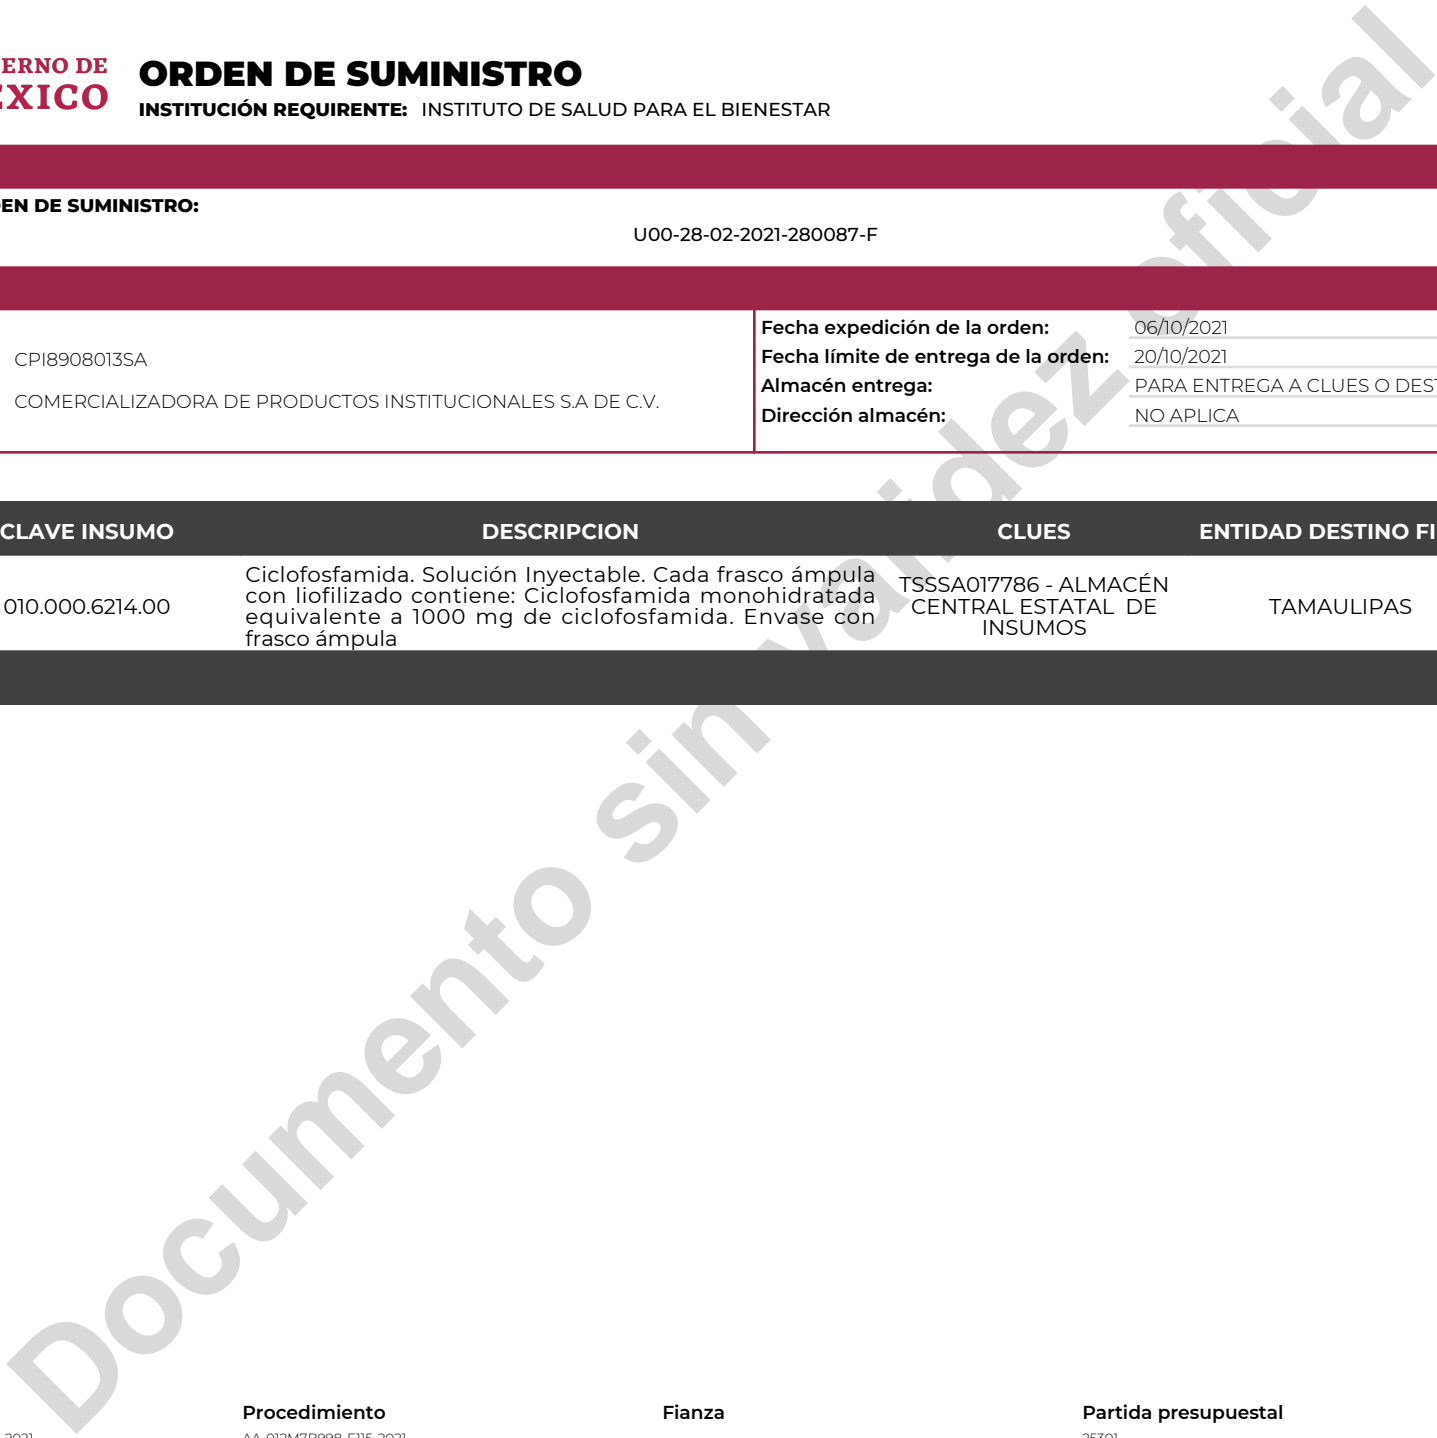 ERNO DE
ORDEN DE SUMINISTRO
XICO
INSTITUCIÓN REQUIRENTE: INSTITUTO DE SALUD PARA EL BIENESTAR
EN DE SUMINISTRO:
U00-28-02-2021-280087-F
Fecha expedición de la orden: 06/10/2021
CPI8908013SA
Fecha límite de entrega de la orden: 20/10/2021
Almacén entrega: PARA ENTREGA A CLUES O DEST
COMERCIALIZADORA DE PRODUCTOS INSTITUCIONALES S.A DE C.V.
Dirección almacén: NO APLICA
CLAVE INSUMO DESCRIPCION CLUES ENTIDAD DESTINO FI
010.000.6214.00
Ciclofosfamida. Solución Inyectable. Cada frasco ámpula
con liofilizado contiene: Ciclofosfamida monohidratada
equivalente a 1000 mg de ciclofosfamida. Envase con
frasco ámpula
TSSSA017786 - ALMACÉN
CENTRAL ESTATAL DE
INSUMOS
TAMAULIPAS
Documento sin validez oficial
Procedimiento Fianza Partida presupuestal